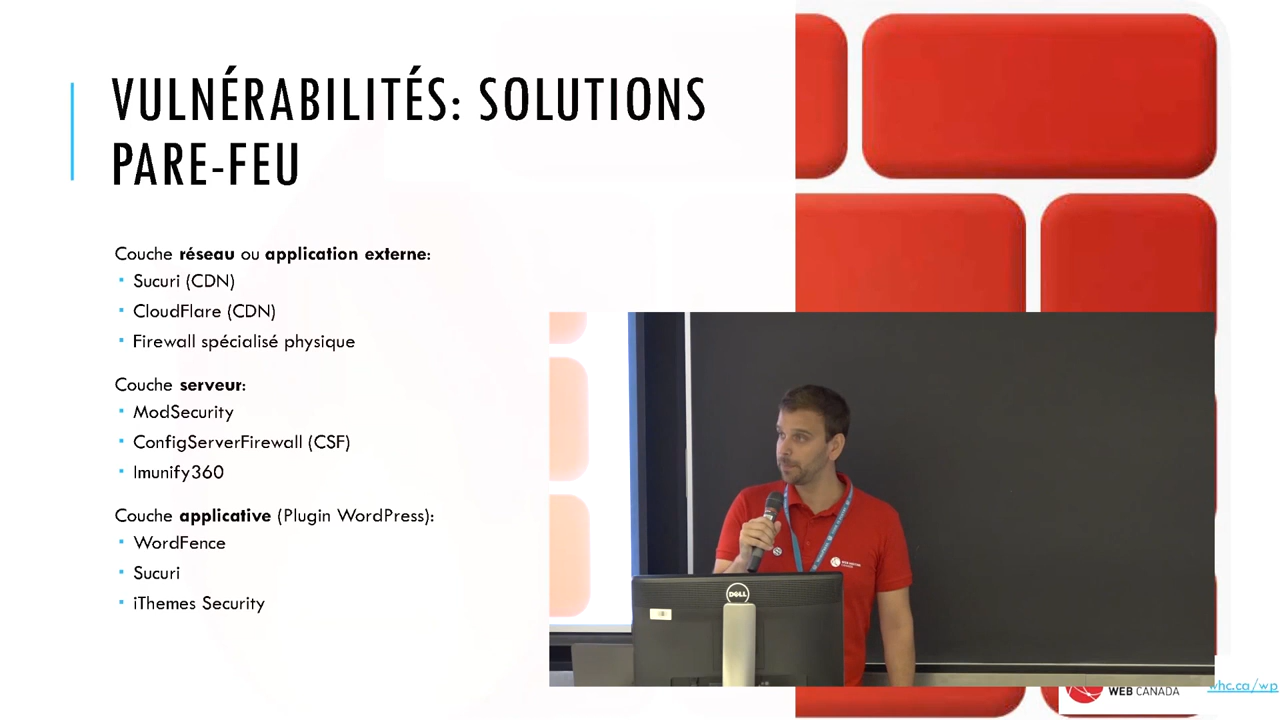 VULNÉRABILITÉS: SOLUTIONS
PARE-FEU
Couche réseau ou application externe:
▪ Sucuri (CDN)
▪ CloudFlare (CDN)
▪ Firewall spécialisé physique
Couche serveur:
▪ ModSecurity
▪ ConfigServerFirewall (CSF)
▪ Imunify360
Couche applicative (Plugin WordPress):
▪ WordFence
▪ Sucuri
▪ iThemes Security
DELL
WEB CANADA
whc.ca/wp